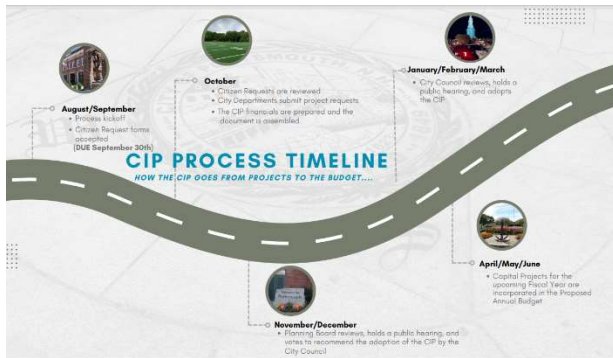 August/September
Process kickoff
Citizen Request forms
accepted
(DUE September 30th)
October
Citizen Requests are reviewed
City Departments submit project requests
The CIP financials are prepared and the
document is assembled
January/February/March
City Council reviews, holds a
public hearing, and adopts
the CIP
CIP PROCESS TIMELINE
HOW THE CIP GOES FROM PROJECTS TO THE BUDGET....
April/May/June
Capital Projects for the
upcoming Fiscal Year are
incorporated in the Proposed
Annual Budget
November/December
Planning Board reviews, holds a public hearing, and
votes to recommend the adoption of the CIP by the
City Council